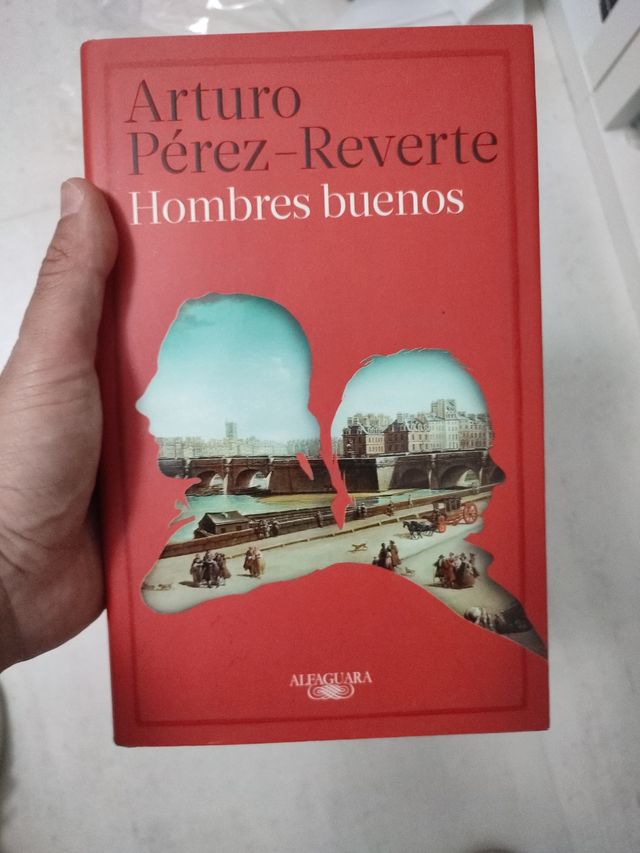 Arturo
Pérez–Reverte
Hombres buenos
ALFAGUARA